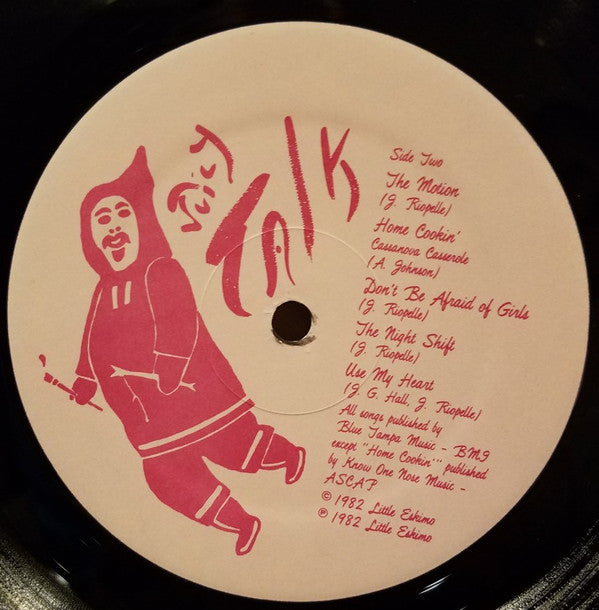 Juicy
Talk
Side Two
The Motion
(J. Riopelle)
Home Cookin'
Cassanova Casserole
(A. Johnson)
Don't Be Afraid of Girls
(J. Riopelle)
The Night Shift
(J. Riopelle)
Use My Heart
(J. G. Hall, J. Riopelle)
All songs published by
Blue Tampa Music - BMI
except "Home Cookin'" published
by Know One Nose Music -
ASCAP
© 1982 Little Eskimo
℗ 1982 Little Eskimo